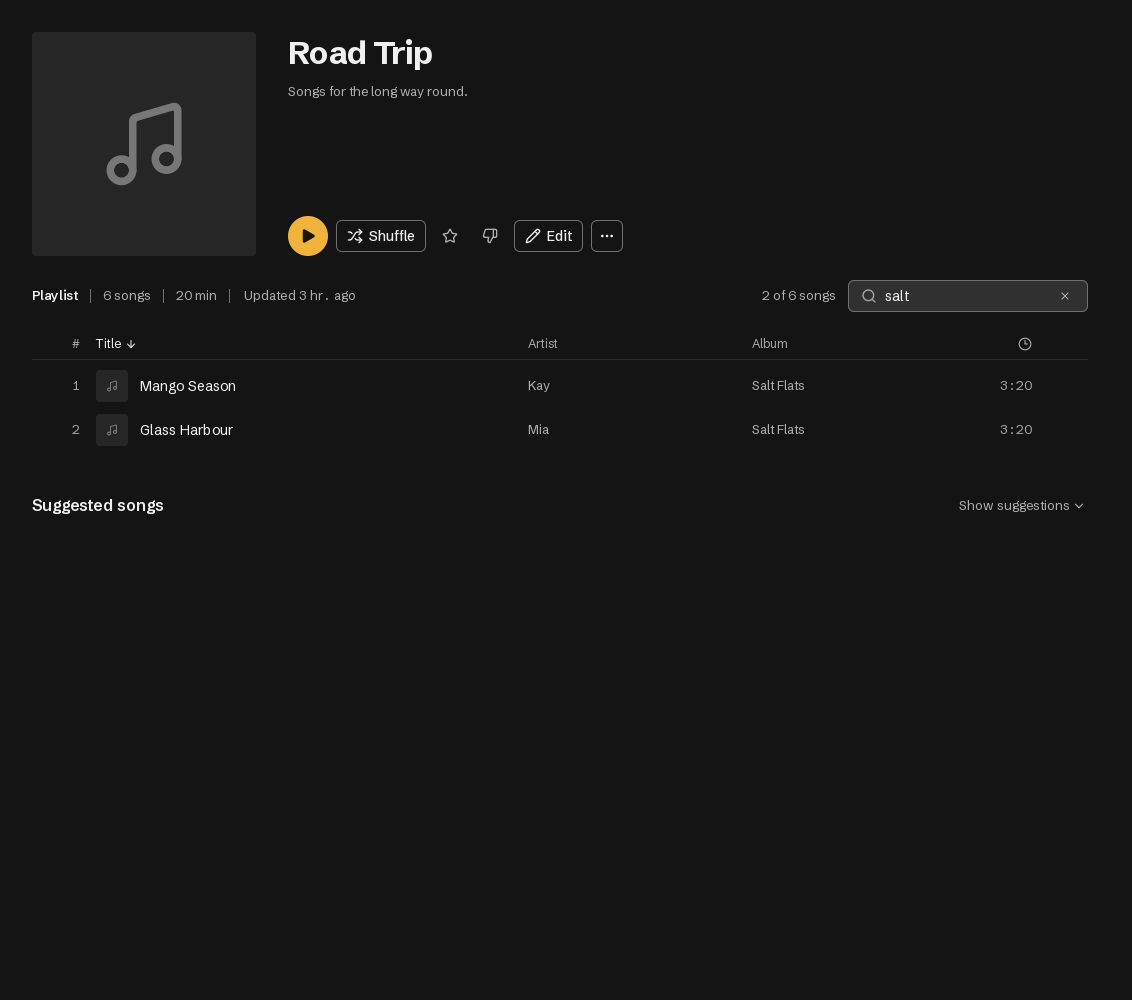 Road Trip
Songs for the long way round.
Shuffle
Edit
Playlist 6 songs 20 min Updated 3 hr. ago 2 of 6 songs salt
# Title Artist Album
1 Mango Season Kay Salt Flats 3:20
2 Glass Harbour Mia Salt Flats 3:20
Suggested songs Show suggestions